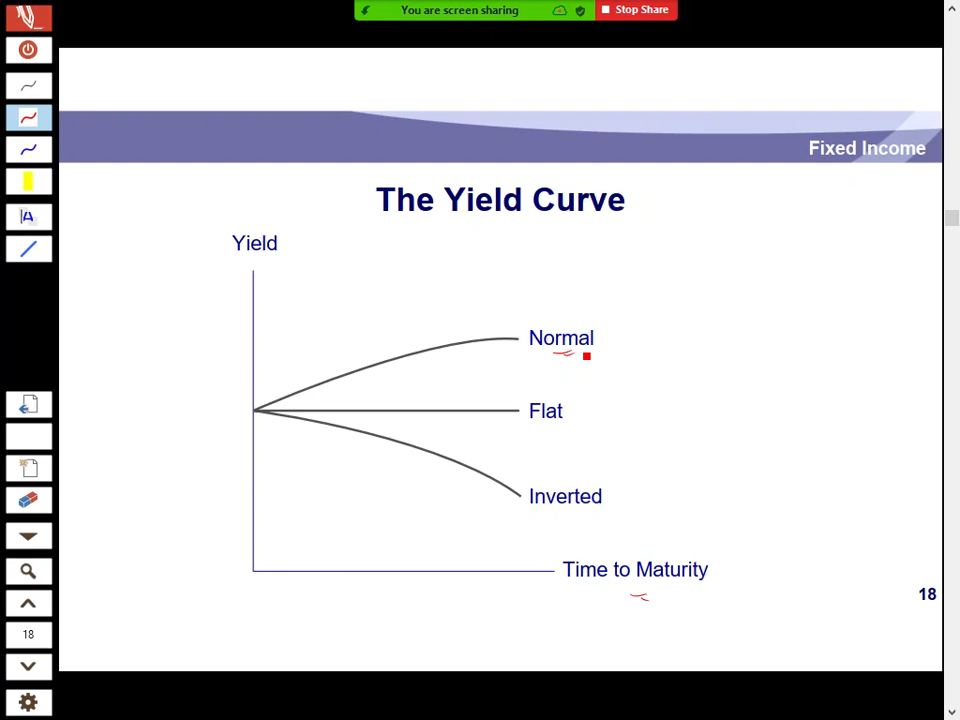 You are screen sharing
Stop Share
Fixed Income
The Yield Curve
Yield
Normal
Flat
Inverted
Time to Maturity
18
A
18